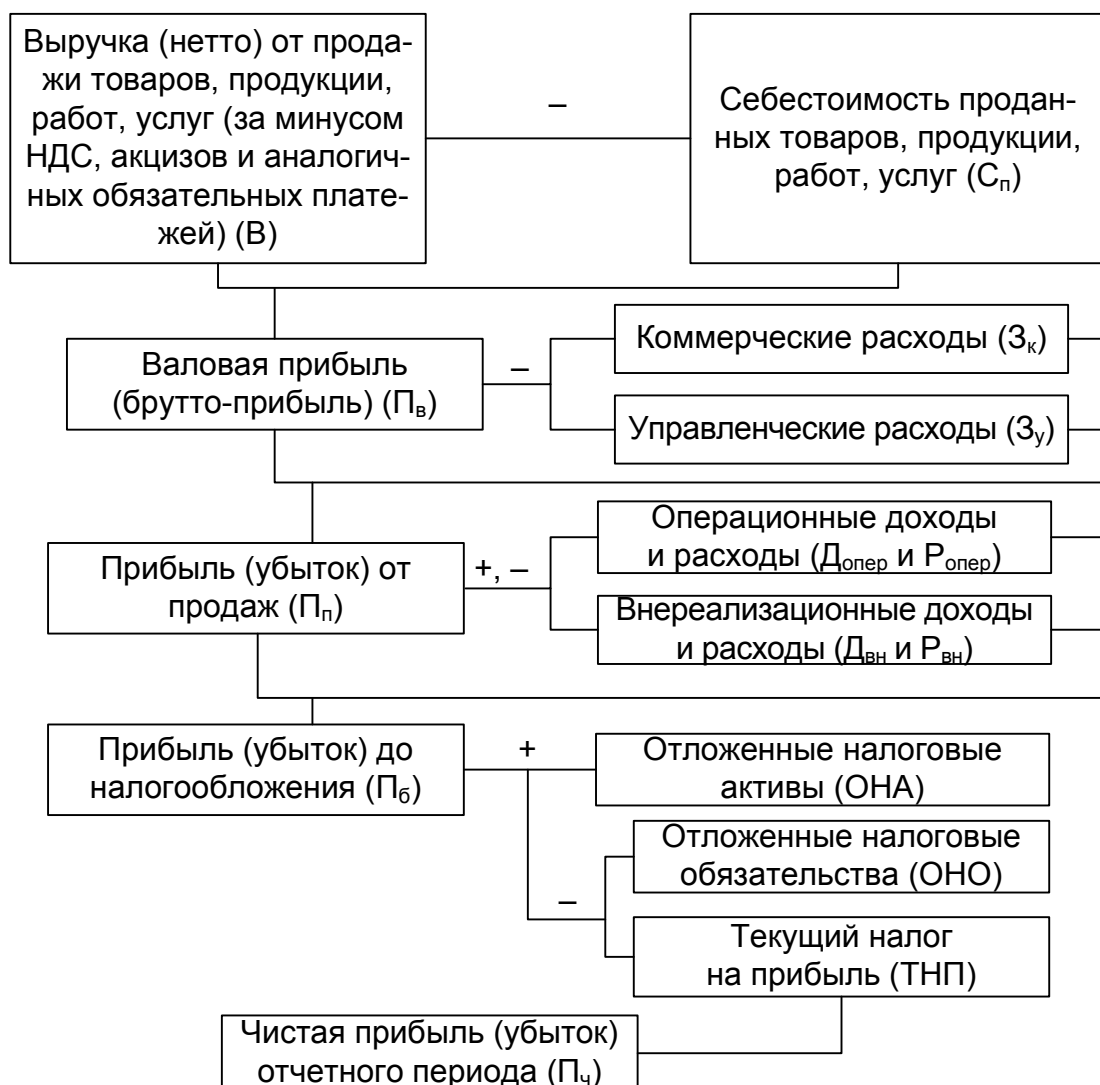 Выручка (нетто) от прода-
жи товаров, продукции,
работ, услуг (за минусом
НДС, акцизов и аналогич-
ных обязательных плате-
жей) (В)
–
Себестоимость продан-
ных товаров, продукции,
работ, услуг (Сп)
Валовая прибыль
(брутто-прибыль) (Пв)
–
Коммерческие расходы (Зк)
Управленческие расходы (Зу)
Прибыль (убыток) от
продаж (Пп)
+, –
Операционные доходы
и расходы (Допер и Ропер)
Внереализационные доходы
и расходы (Двн и Рвн)
Прибыль (убыток) до
налогообложения (Пб)
+
Отложенные налоговые
активы (ОНА)
–
Отложенные налоговые
обязательства (ОНО)
Текущий налог
на прибыль (ТНП)
Чистая прибыль (убыток)
отчетного периода (Пч)